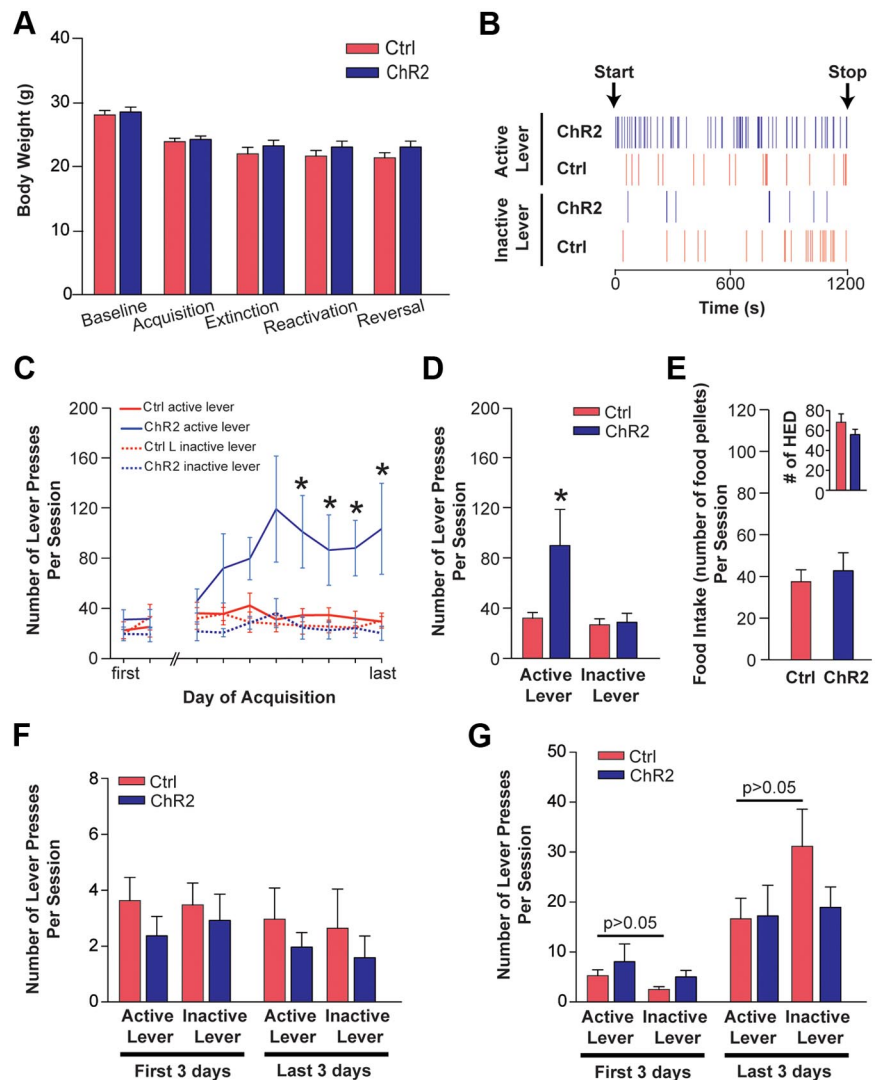 A
Body Weight (g)
40
30
20
10
0
Ctrl
ChR2
Baseline
Acquisition
Extinction
Reactivation
Reversal
B
Start
Stop
Active
Lever
ChR2
Ctrl
Inactive
Lever
ChR2
Ctrl
0
600
1200
Time (s)
C
Number of Lever Presses
Per Session
200
160
120
80
40
0
Ctrl active lever
ChR2 active lever
Ctrl L inactive lever
ChR2 inactive lever
*
*
*
*
first
last
Day of Acquisition
D
Number of Lever Presses
Per Session
200
160
120
80
40
0
Ctrl
ChR2
*
Active
Lever
Inactive
Lever
E
Food Intake (number of food pellets)
Per Session
120
100
80
60
40
20
0
# of HED
80
60
40
20
0
Ctrl
ChR2
F
Number of Lever Presses
Per Session
8
6
4
2
0
Ctrl
ChR2
Active
Lever
Inactive
Lever
Active
Lever
Inactive
Lever
First 3 days
Last 3 days
G
Number of Lever Presses
Per Session
50
40
30
20
10
0
Ctrl
ChR2
p>0.05
p>0.05
Active
Lever
Inactive
Lever
Active
Lever
Inactive
Lever
First 3 days
Last 3 days